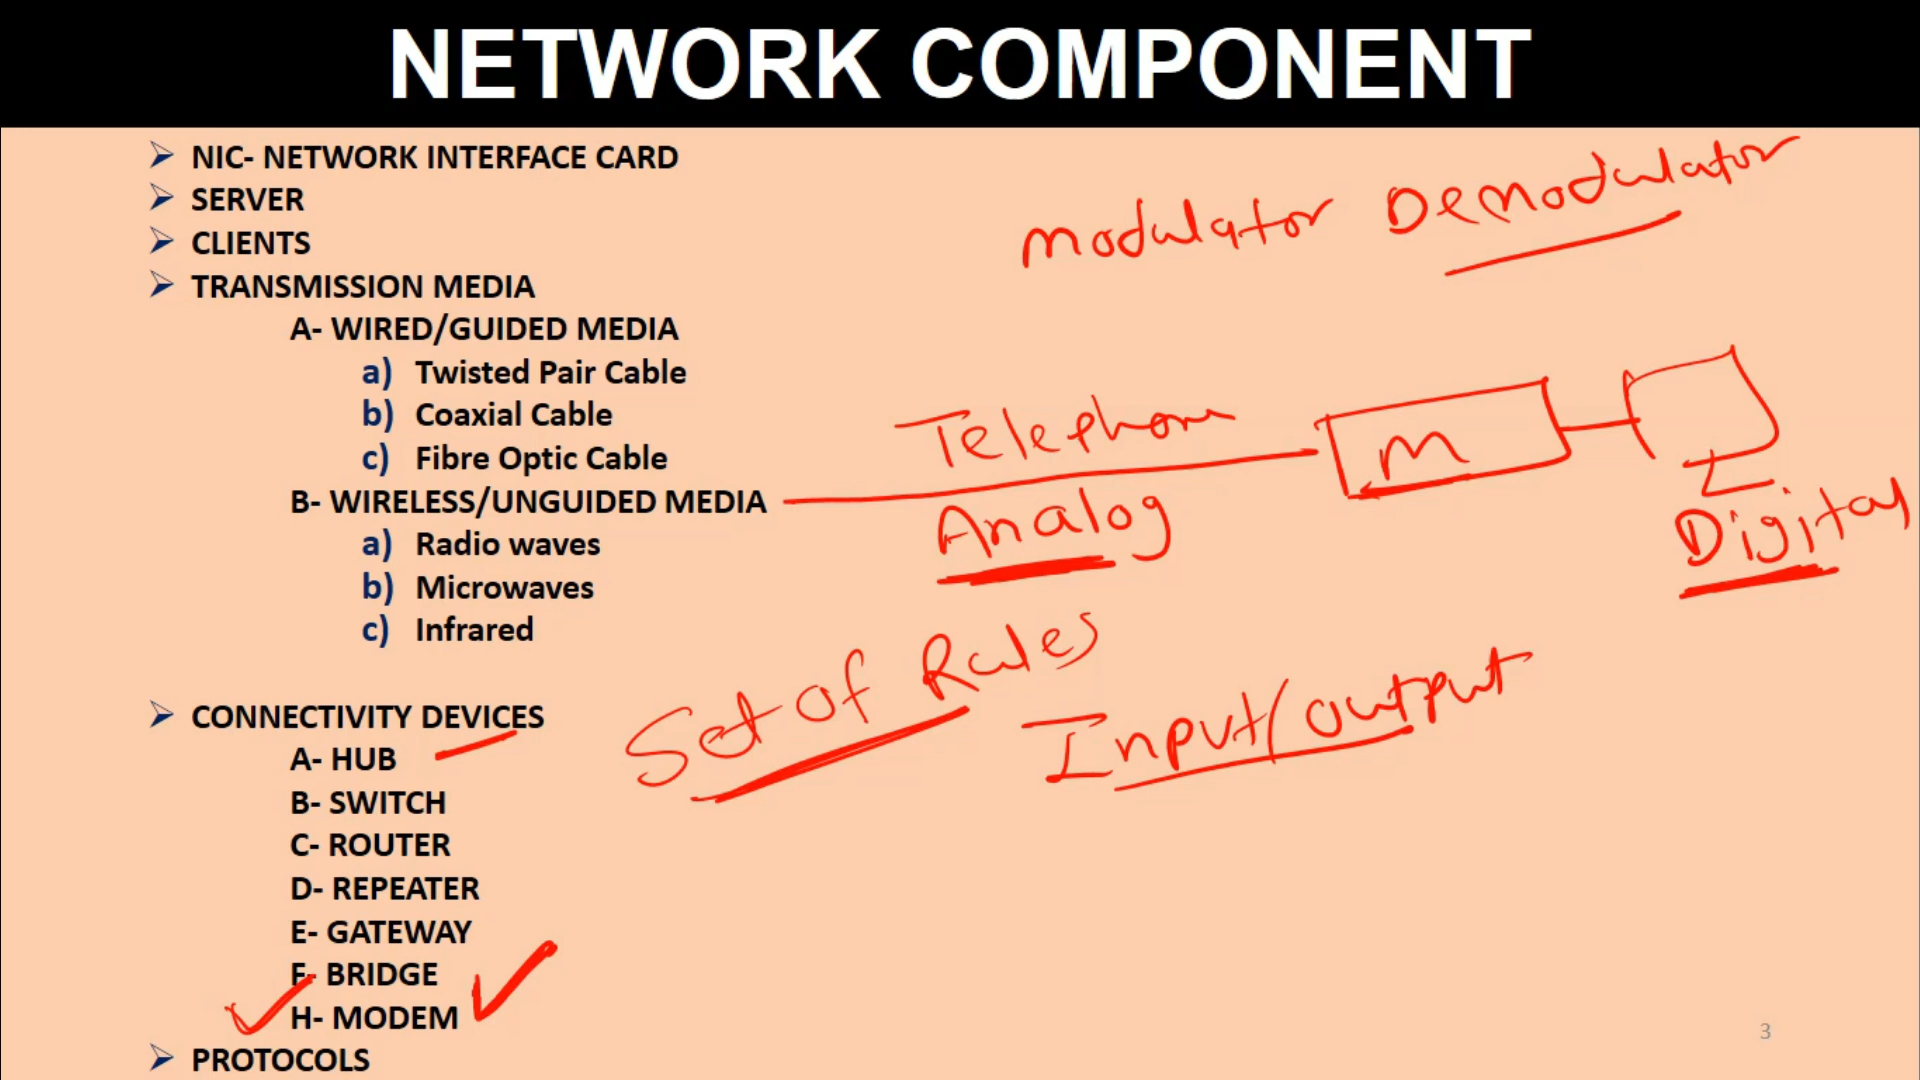 NETWORK COMPONENT
➢ NIC- NETWORK INTERFACE CARD
➢ SERVER
➢ CLIENTS
➢ TRANSMISSION MEDIA
A- WIRED/GUIDED MEDIA
a) Twisted Pair Cable
b) Coaxial Cable
c) Fibre Optic Cable
B- WIRELESS/UNGUIDED MEDIA
a) Radio waves
b) Microwaves
c) Infrared
➢ CONNECTIVITY DEVICES
A- HUB
B- SWITCH
C- ROUTER
D- REPEATER
E- GATEWAY
F- BRIDGE
H- MODEM
➢ PROTOCOLS
Modulator Demodulator
Telephone
M
Analog
Digital
Set of Rules
Input/output
3